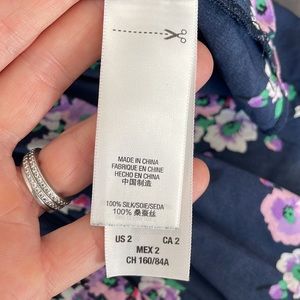 MADE IN CHINA
FABRIQUE EN CHINE
HECHO EN CHINA
中国制造
100% SILK/SOIE/SEDA
100% 桑蚕丝
US 2 CA 2
MEX 2
CH 160/84A